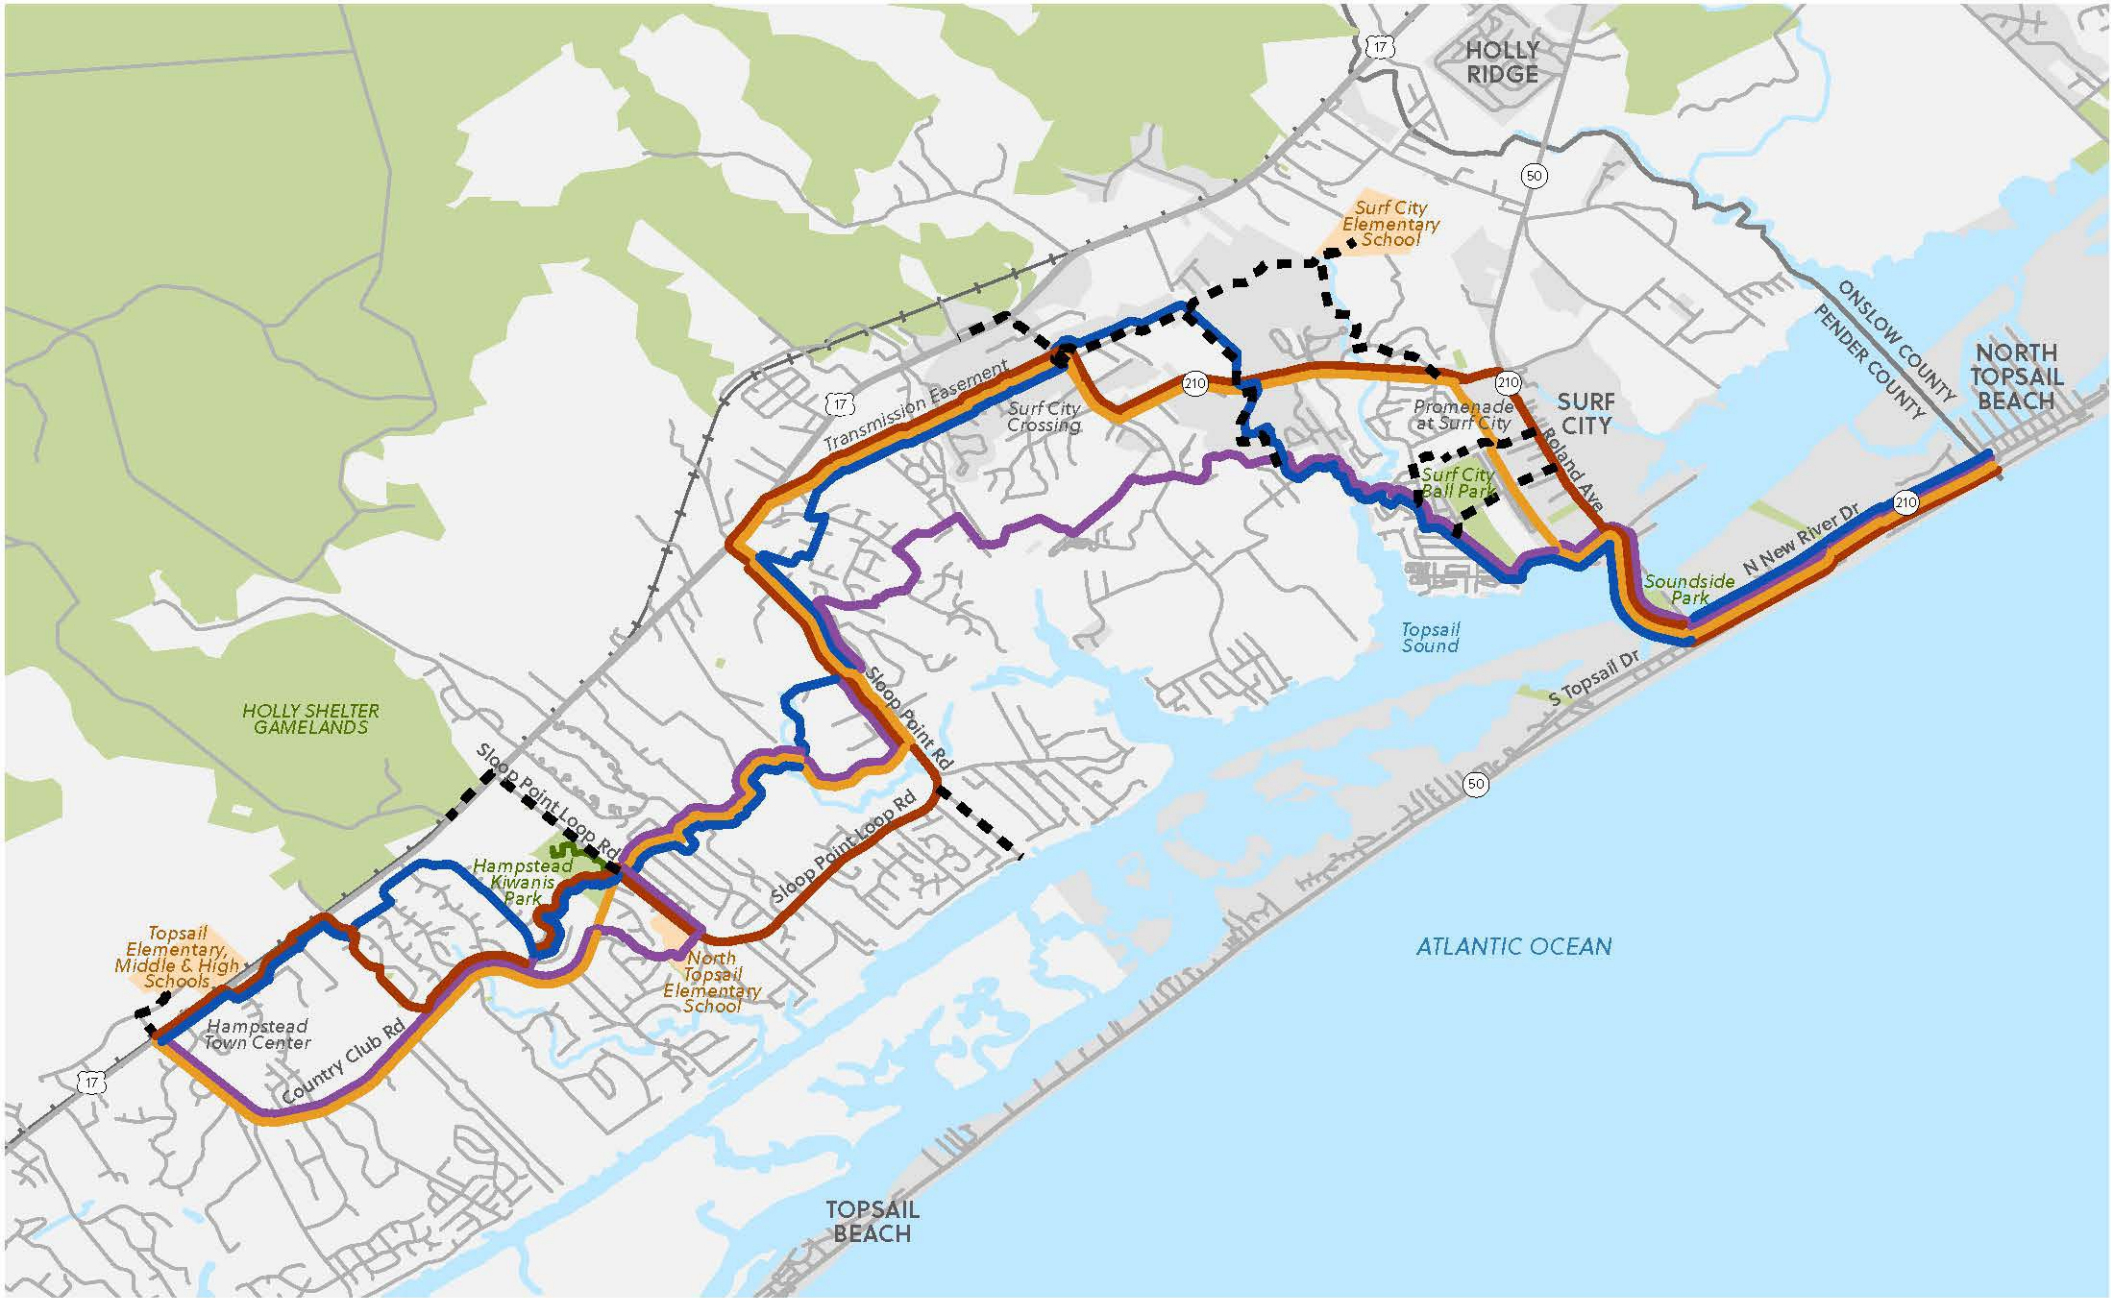 17
HOLLY
RIDGE
50
Surf City
Elementary
School
ONSLOW COUNTY
PENDER COUNTY
NORTH
TOPSAIL
BEACH
17
Transmission Easement
Surf City
Crossing
210
210
Promenade
at Surf City
SURF
CITY
Roland Ave
Surf City
Ball Park
210
N New River Dr
Soundside
Park
Topsail
Sound
S Topsail Dr
HOLLY SHELTER
GAMELANDS
Sloop Point Rd
Sloop Point Loop Rd
50
Sloop Point Loop Rd
Hampstead
Kiwanis
Park
Topsail
Elementary,
Middle & High
Schools
North
Topsail
Elementary
School
ATLANTIC OCEAN
Hampstead
Town Center
Country Club Rd
17
TOPSAIL
BEACH